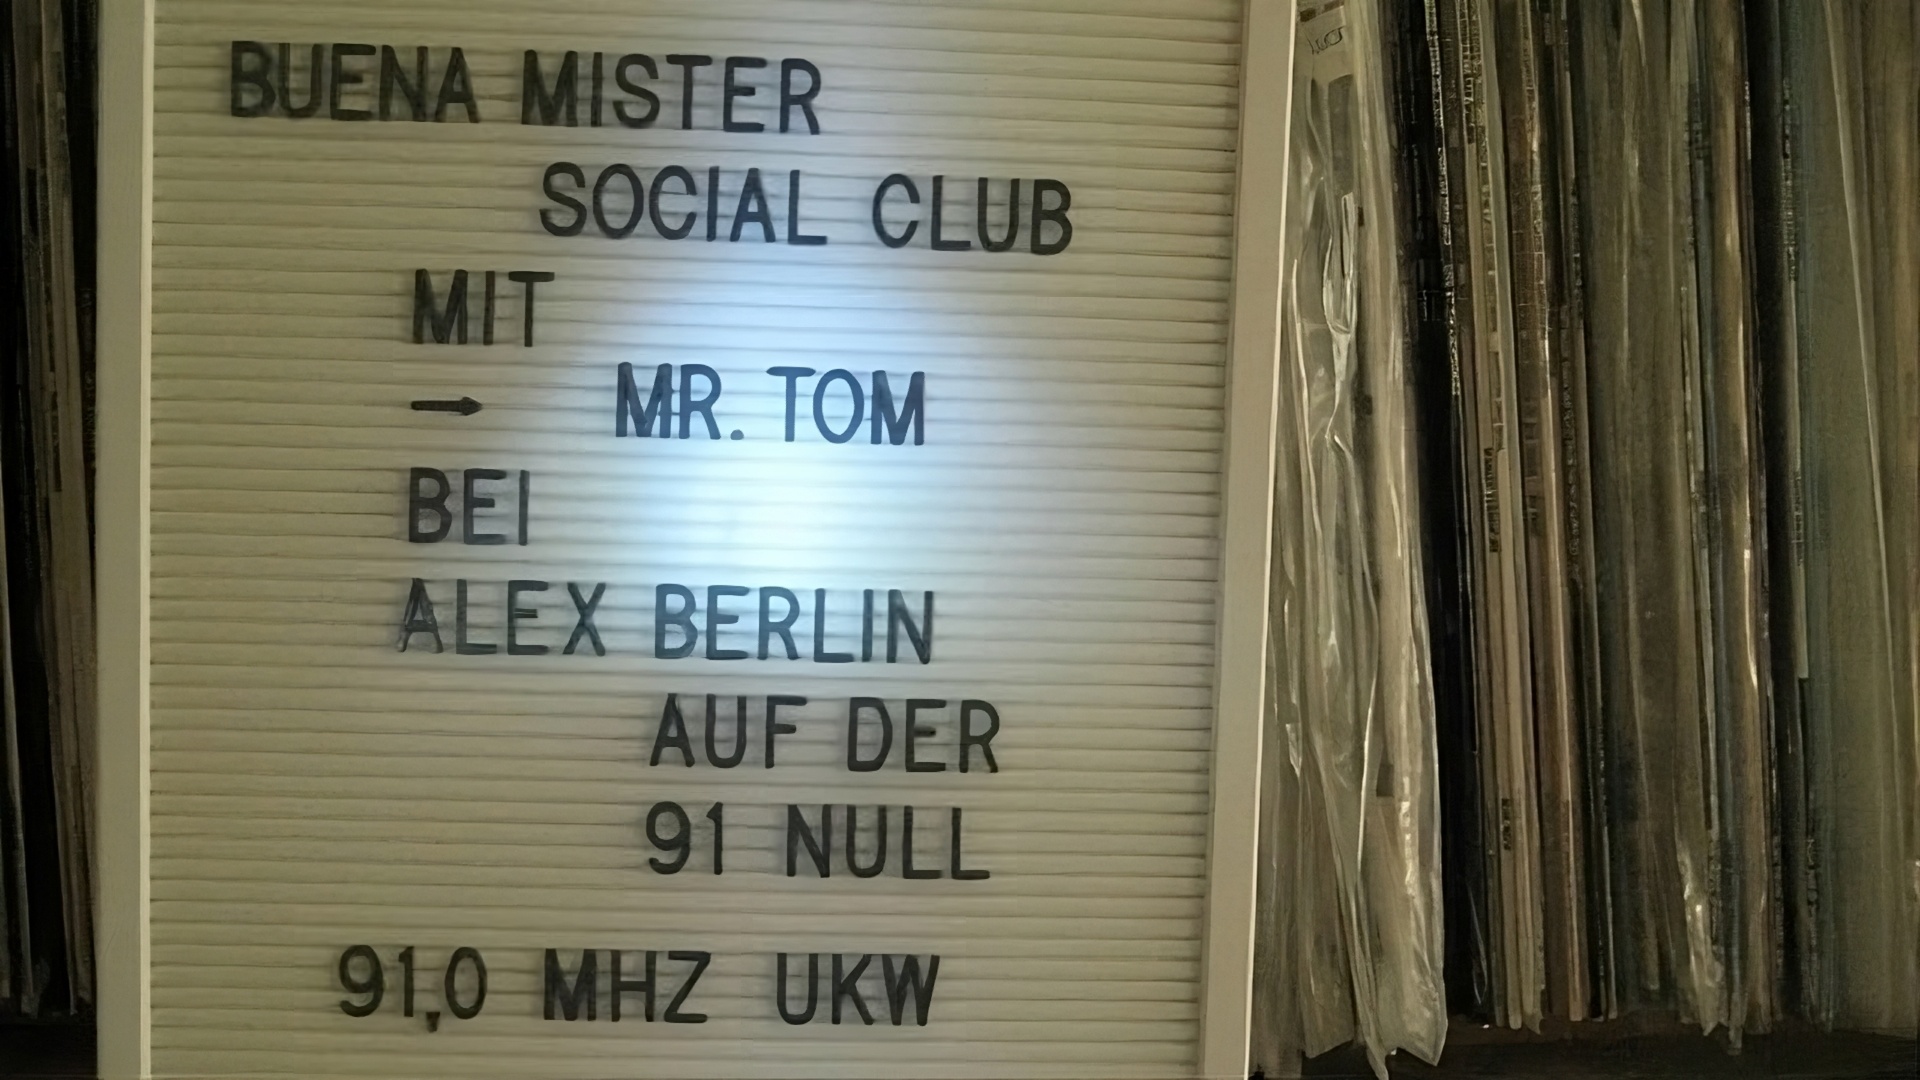 BUENA MISTER
SOCIAL CLUB
MIT
→ MR. TOM
BEI
ALEX BERLIN
AUF DER
91 NULL
91,0 MHZ UKW